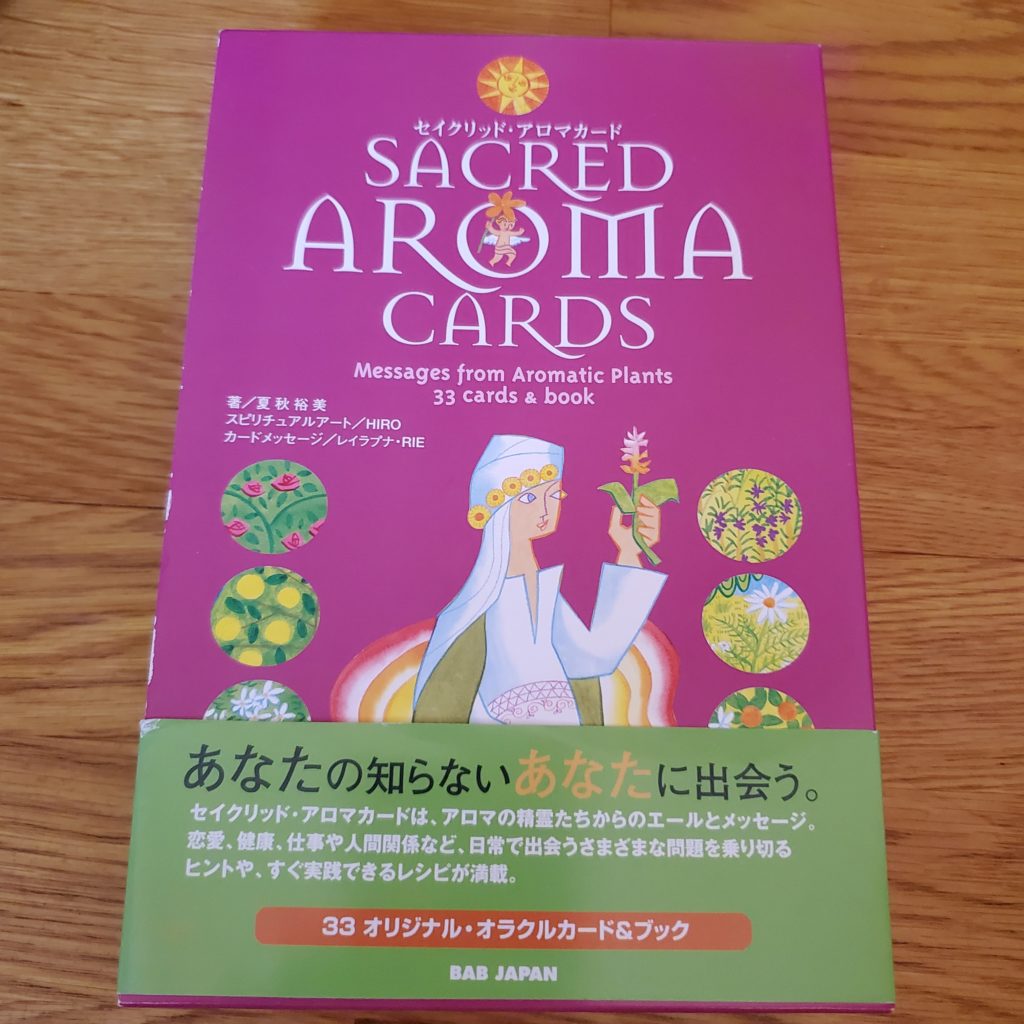 セイクリッド・アロマカード
SACRED
AROMA
CARDS
Messages from Aromatic Plants
33 cards & book
著／夏秋裕美
スピリチュアルアート／HIRO
カードメッセージ／レイラプナ・RIE
あなたの知らないあなたに出会う。
セイクリッド・アロマカードは、アロマの精霊たちからのエールとメッセージ。
恋愛、健康、仕事や人間関係など、日常で出会うさまざまな問題を乗り切る
ヒントや、すぐ実践できるレシピが満載。
33 オリジナル・オラクルカード&ブック
BAB JAPAN